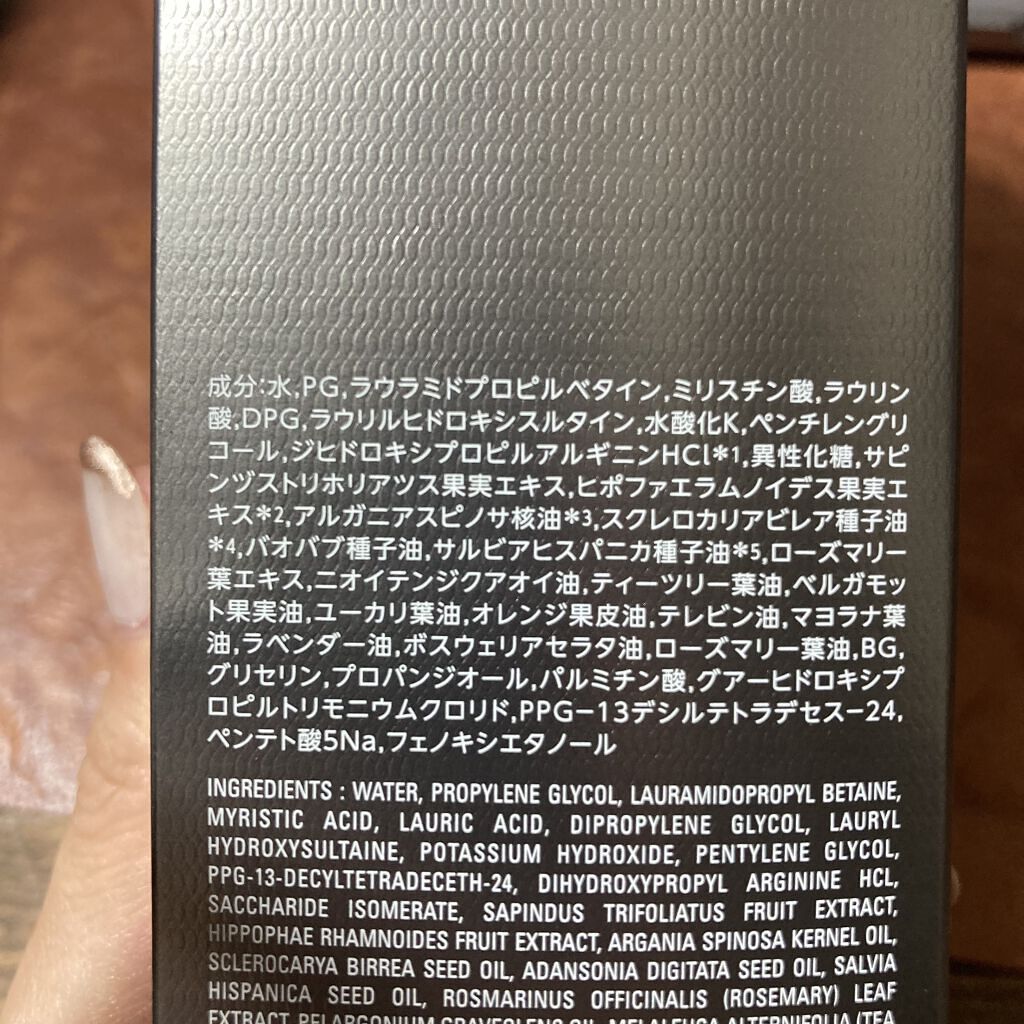 成分:水,PG,ラウラミドプロピルベタイン,ミリスチン酸,ラウリン
酸,DPG,ラウリルヒドロキシスルタイン,水酸化K,ペンチレングリ
コール,ジヒドロキシプロピルアルギニンHCl*1,異性化糖,サピ
ンヅストリホリアツス果実エキス,ヒポファエラムノイデス果実エ
キス*2,アルガニアスピノサ核油*3,スクレロカリアビレア種子油
*4,バオバブ種子油,サルビアヒスパニカ種子油*5,ローズマリー
葉エキス,ニオイテンジクアオイ油,ティーツリー葉油,ベルガモッ
ト果実油,ユーカリ葉油,オレンジ果皮油,テレビン油,マヨラナ葉
油,ラベンダー油,ボスウェリアセラタ油,ローズマリー葉油,BG,
グリセリン,プロパンジオール,パルミチン酸,グアーヒドロキシプ
ロピルトリモニウムクロリド,PPG−13デシルテトラデセス−24,
ペンテト酸5Na,フェノキシエタノール
INGREDIENTS : WATER, PROPYLENE GLYCOL, LAURAMIDOPROPYL BETAINE,
MYRISTIC ACID, LAURIC ACID, DIPROPYLENE GLYCOL, LAURYL
HYDROXYSULTAINE, POTASSIUM HYDROXIDE, PENTYLENE GLYCOL,
PPG-13-DECYLTETRADECETH-24, DIHYDROXYPROPYL ARGININE HCL,
SACCHARIDE ISOMERATE, SAPINDUS TRIFOLIATUS FRUIT EXTRACT,
HIPPOPHAE RHAMNOIDES FRUIT EXTRACT, ARGANIA SPINOSA KERNEL OIL,
SCLEROCARYA BIRREA SEED OIL, ADANSONIA DIGITATA SEED OIL, SALVIA
HISPANICA SEED OIL, ROSMARINUS OFFICINALIS (ROSEMARY) LEAF
EXTRACT, PELARGONIUM GRAVEOLENS OIL, MELALEUCA ALTERNIFOLIA (TEA